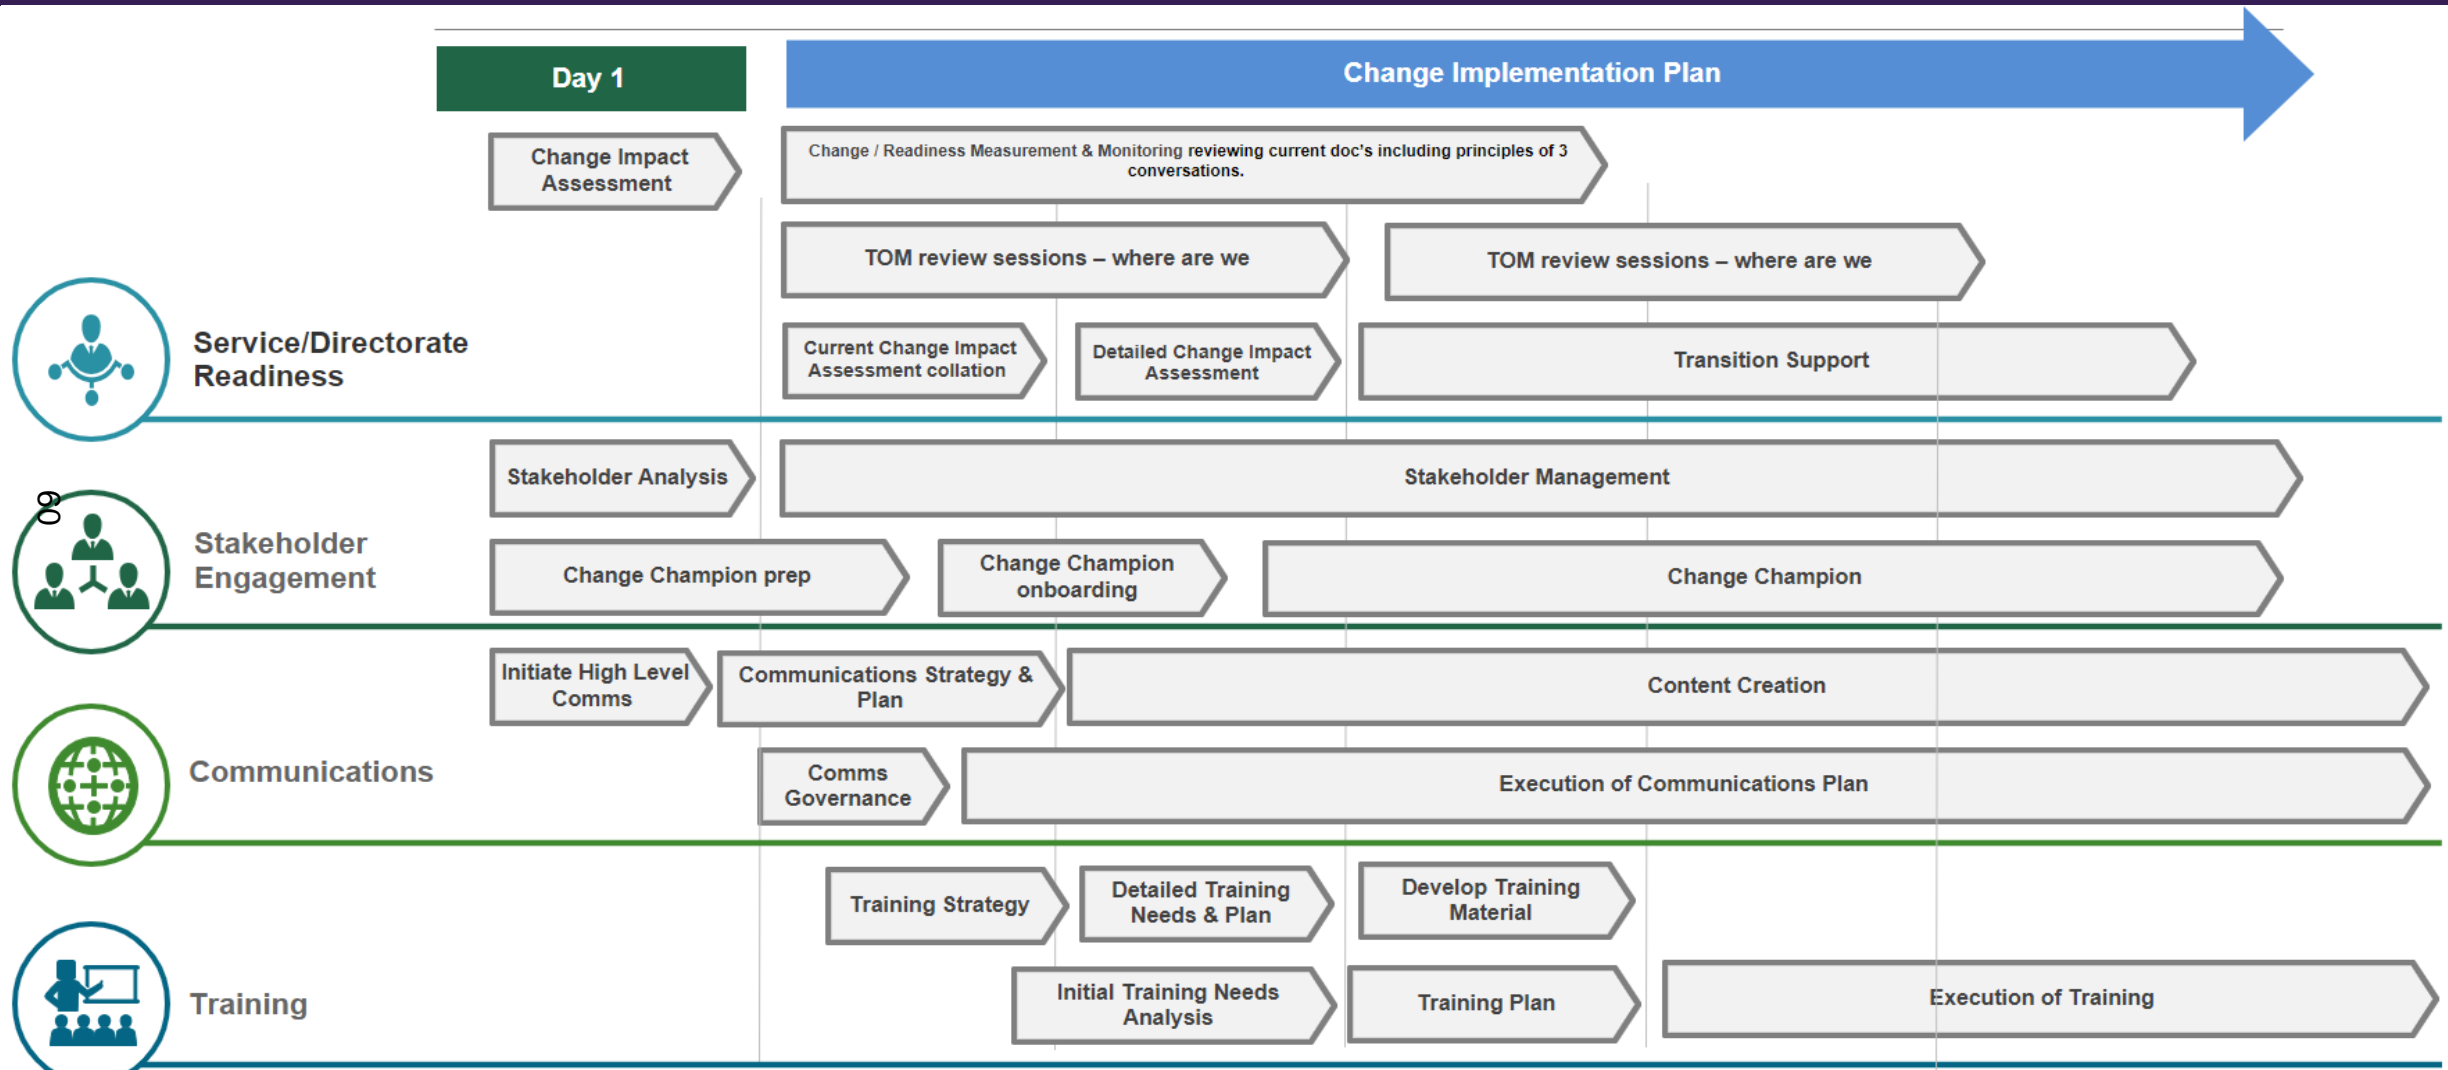 Day 1
Change Implementation Plan
Change Impact
Assessment
Change / Readiness Measurement & Monitoring reviewing current doc's including principles of 3
conversations.
TOM review sessions – where are we
TOM review sessions – where are we
Service/Directorate
Readiness
Current Change Impact
Assessment collation
Detailed Change Impact
Assessment
Transition Support
Stakeholder Analysis
Stakeholder Management
69
Stakeholder
Engagement
Change Champion prep
Change Champion
onboarding
Change Champion
Initiate High Level
Comms
Communications Strategy &
Plan
Content Creation
Communications
Comms
Governance
Execution of Communications Plan
Training Strategy
Detailed Training
Needs & Plan
Develop Training
Material
Training
Initial Training Needs
Analysis
Training Plan
Execution of Training